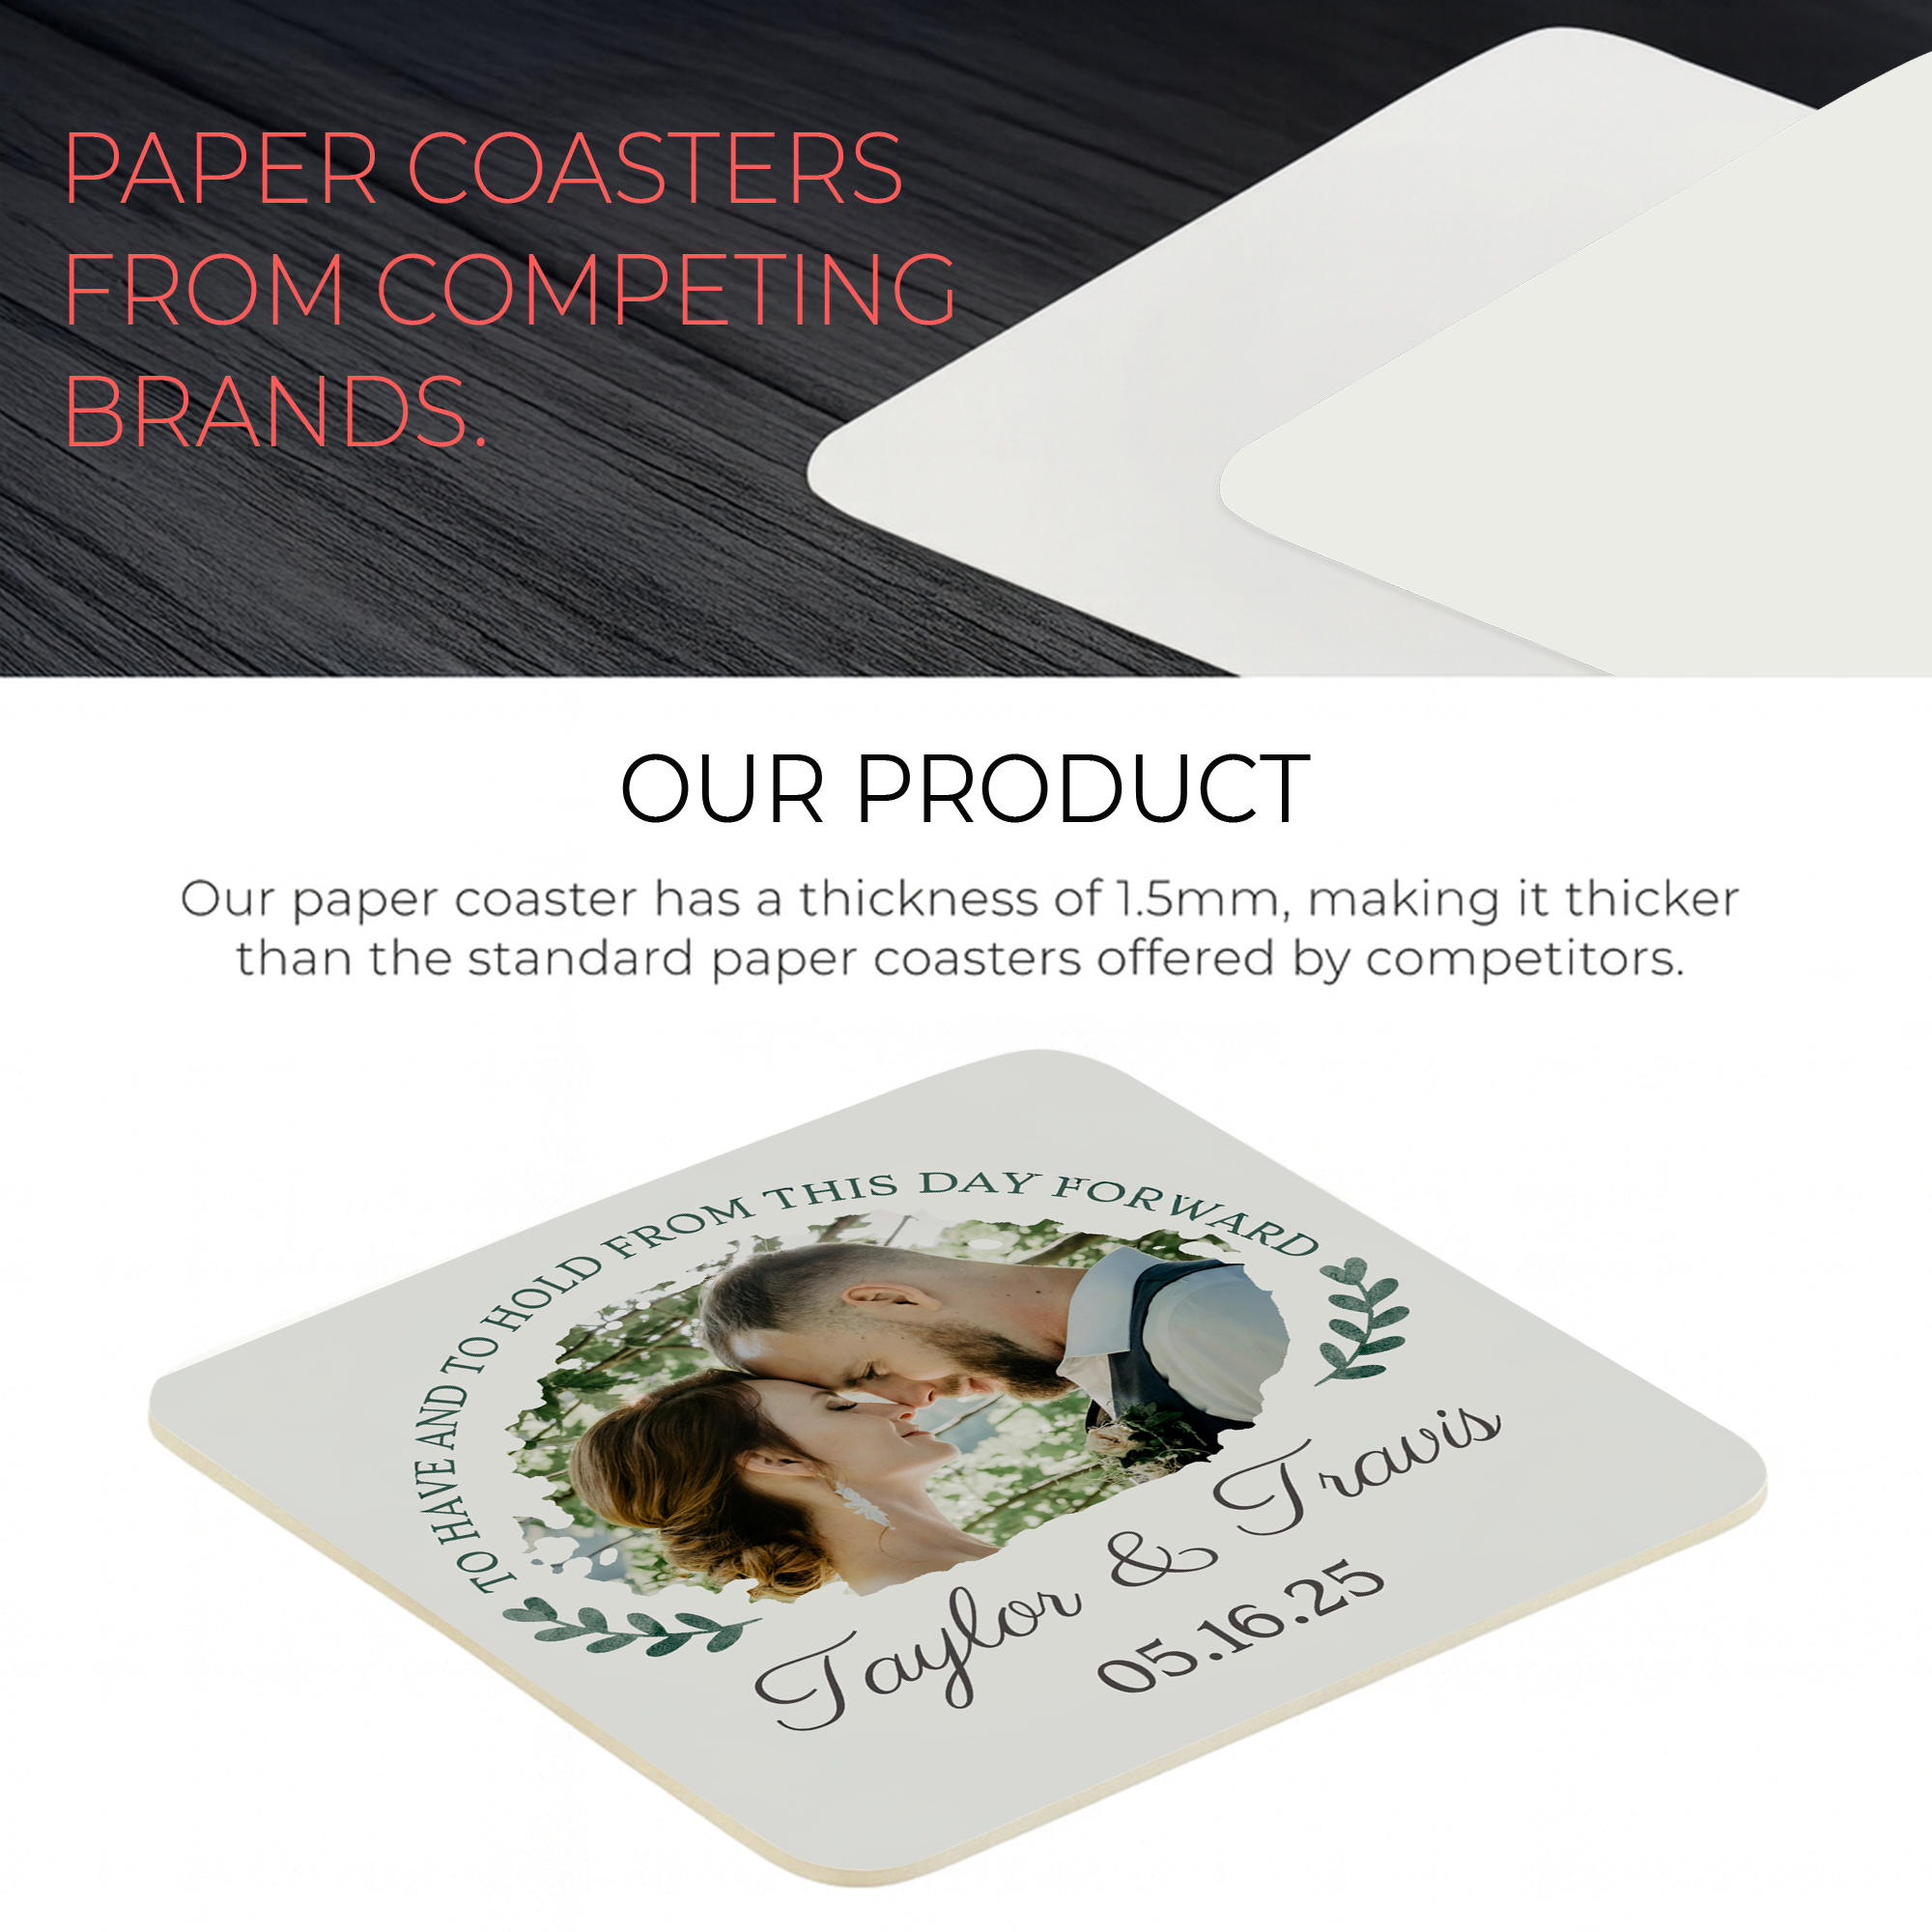 PAPER COASTERS
FROM COMPETING
BRANDS.
OUR PRODUCT
Our paper coaster has a thickness of 1.5mm, making it thicker
than the standard paper coasters offered by competitors.
TO HAVE AND TO HOLD FROM THIS DAY FORWARD
Taylor & Travis
05.16.25